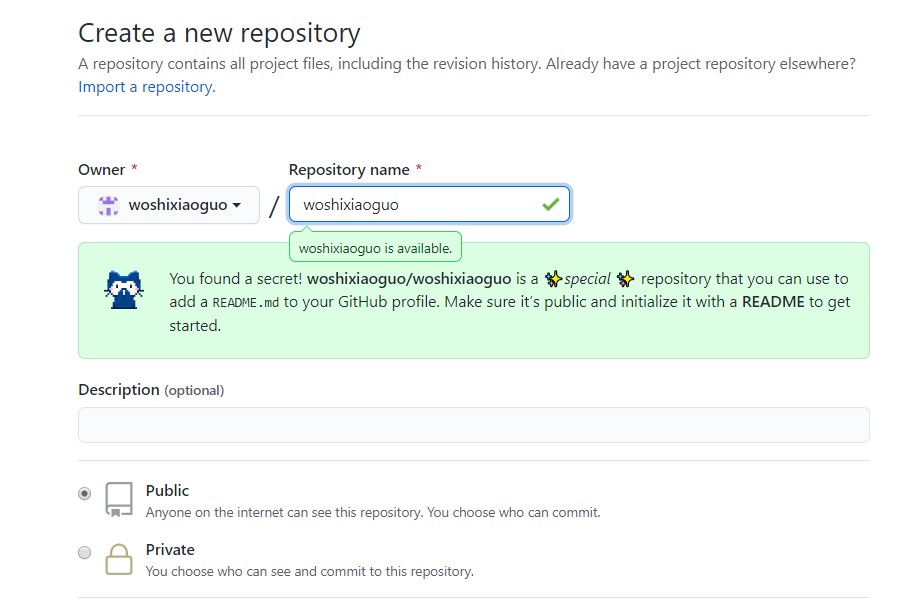 Create a new repository
A repository contains all project files, including the revision history. Already have a project repository elsewhere?
Import a repository.
Owner * Repository name *
woshixiaoguo / woshixiaoguo
woshixiaoguo is available.
You found a secret! woshixiaoguo/woshixiaoguo is a ✨special ✨ repository that you can use to
add a README.md to your GitHub profile. Make sure it’s public and initialize it with a README to get
started.
Description (optional)
Public
Anyone on the internet can see this repository. You choose who can commit.
Private
You choose who can see and commit to this repository.